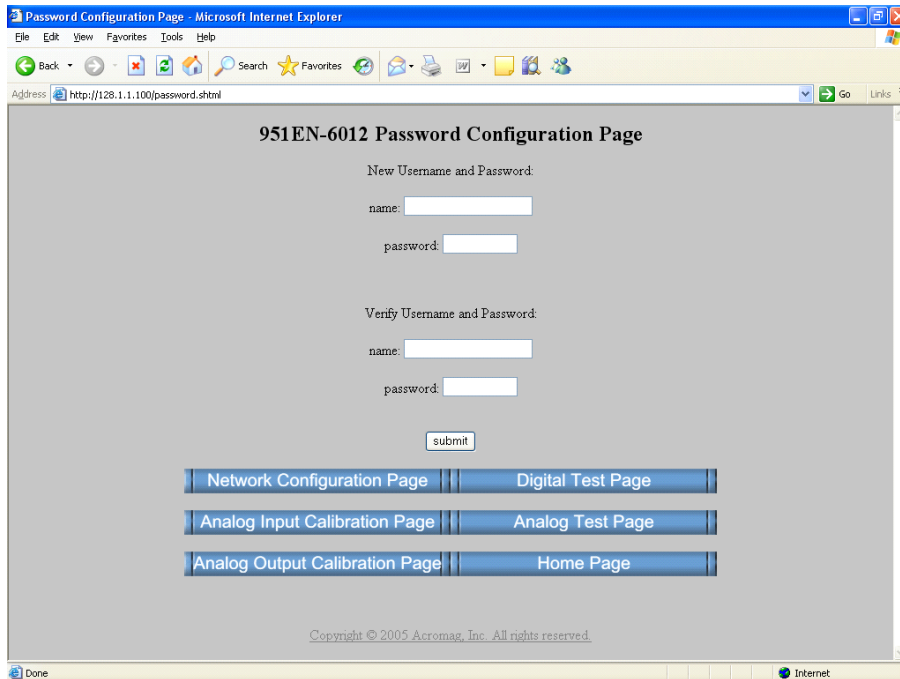 Password Configuration Page - Microsoft Internet Explorer
File Edit View Favorites Tools Help
Back Search Favorites
Address http://128.1.1.100/password.shtml Go Links
951EN-6012 Password Configuration Page
New Username and Password:
name:
password:
Verify Username and Password:
name:
password:
submit
Network Configuration Page Digital Test Page
Analog Input Calibration Page Analog Test Page
Analog Output Calibration Page Home Page
Copyright © 2005 Acromag, Inc. All rights reserved.
Done Internet